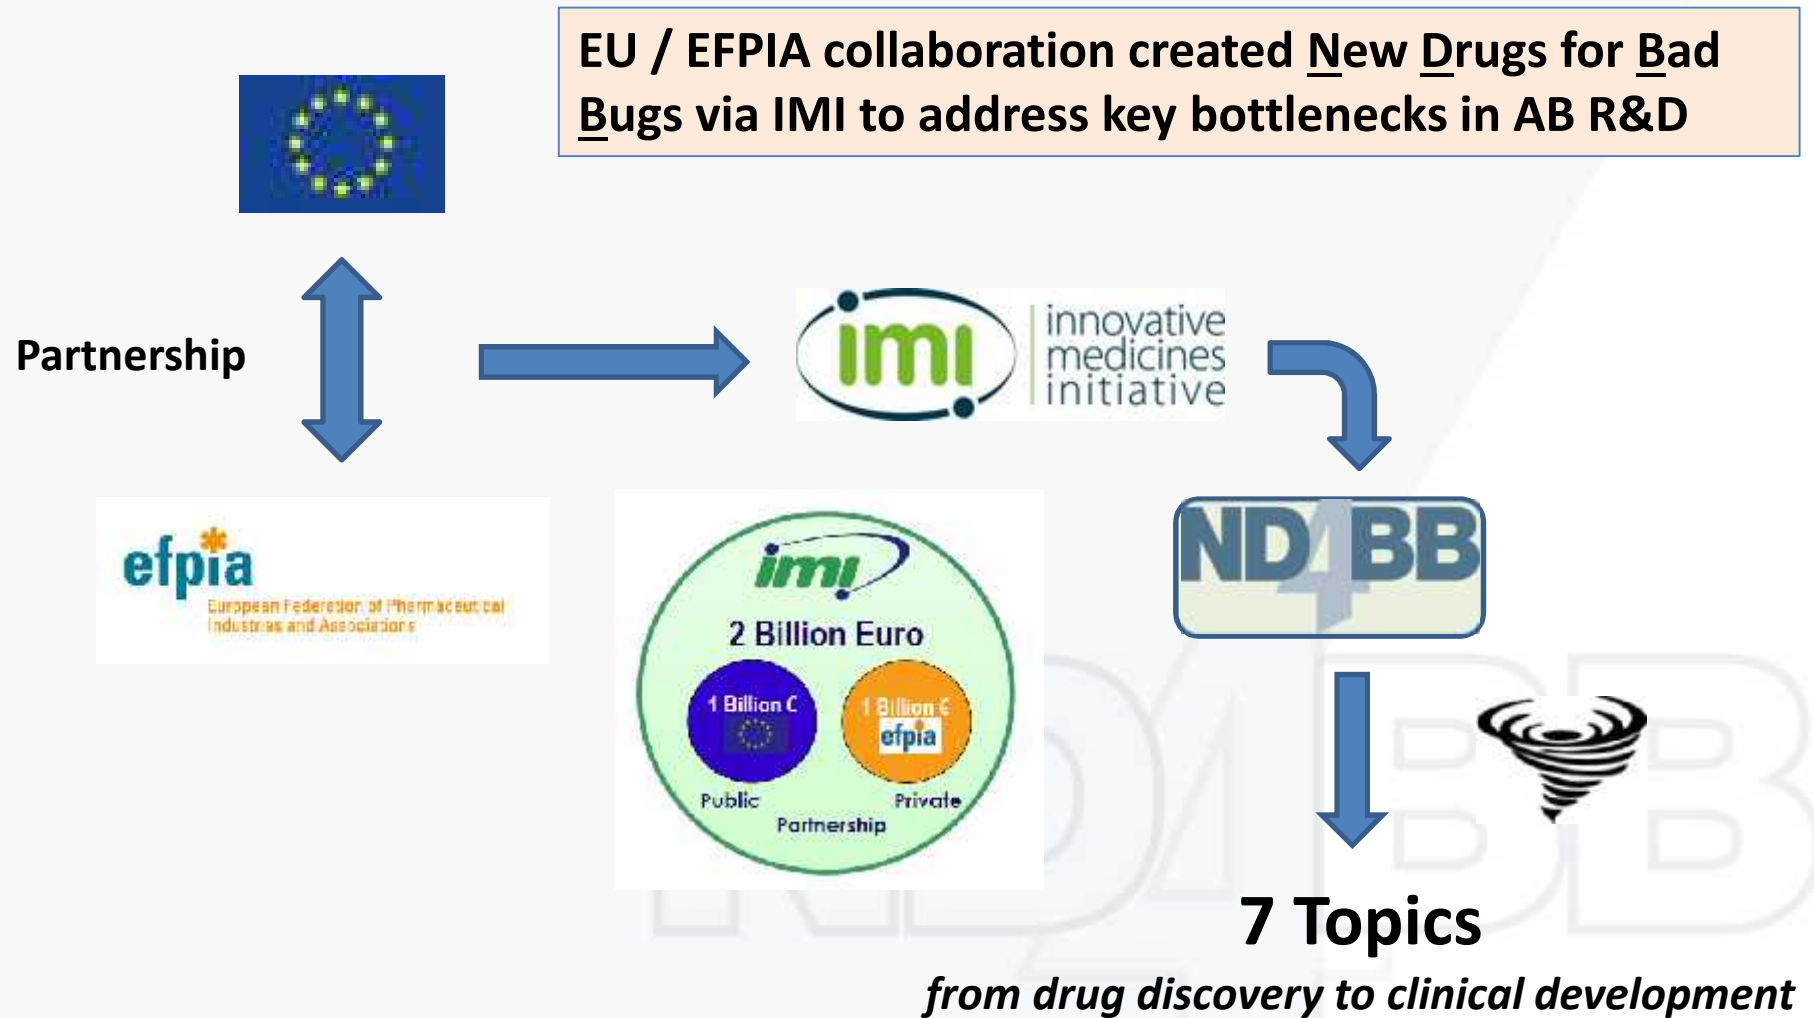 EU / EFPIA collaboration created New Drugs for Bad
Bugs via IMI to address key bottlenecks in AB R&D
Partnership
imi
innovative
medicines
initiative
efpia
European Federation of Pharmaceutical
Industries and Associations
imi
2 Billion Euro
1 Billion €
1 Billion €
efpia
Public
Private
Partnership
ND4BB
ND4BB
7 Topics
from drug discovery to clinical development